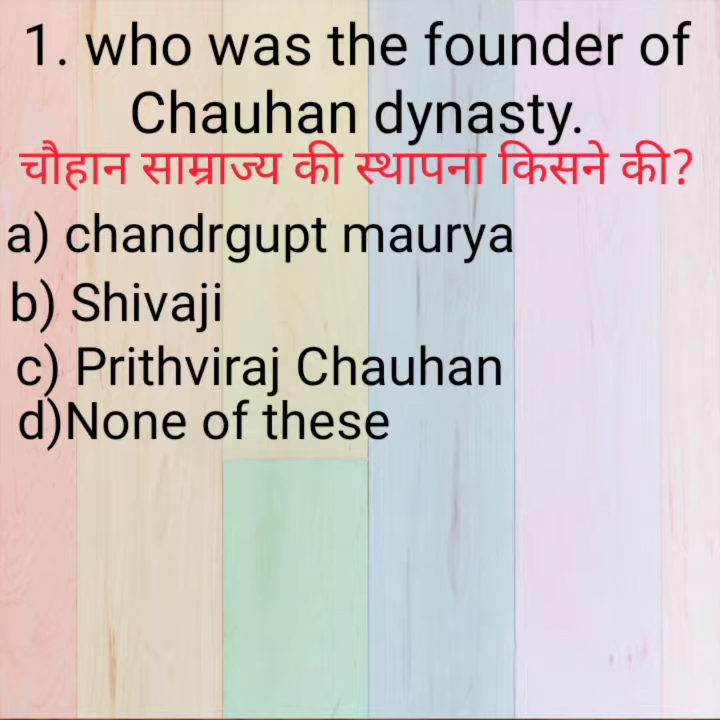 1. who was the founder of
Chauhan dynasty.
चौहान साम्राज्य की स्थापना किसने की?
a) chandrgupt maurya
b) Shivaji
c) Prithviraj Chauhan
d)None of these